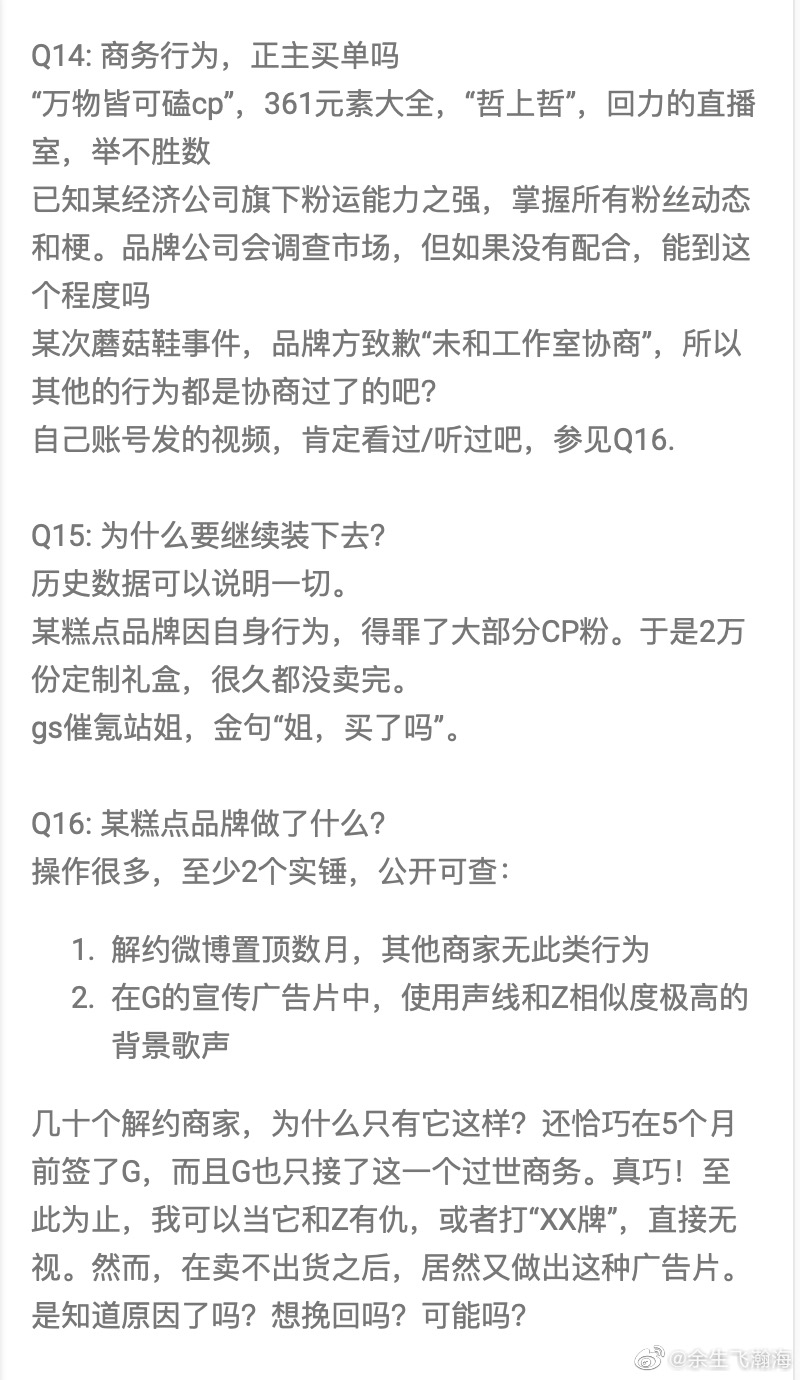 Q14: 商务行为，正主买单吗
“万物皆可磕cp”，361元素大全，“哲上哲”，回力的直播
室，举不胜数
已知某经济公司旗下粉运能力之强，掌握所有粉丝动态
和梗。品牌公司会调查市场，但如果没有配合，能到这
个程度吗
某次蘑菇鞋事件，品牌方致歉“未和工作室协商”，所以
其他的行为都是协商过了的吧？
自己账号发的视频，肯定看过/听过吧，参见Q16.
Q15: 为什么要继续装下去？
历史数据可以说明一切。
某糕点品牌因自身行为，得罪了大部分CP粉。于是2万
份定制礼盒，很久都没卖完。
gs催氪站姐，金句“姐，买了吗”。
Q16: 某糕点品牌做了什么？
操作很多，至少2个实锤，公开可查：
1. 解约微博置顶数月，其他商家无此类行为
2. 在G的宣传广告片中，使用声线和Z相似度极高的
背景歌声
几十个解约商家，为什么只有它这样？还恰巧在5个月
前签了G，而且G也只接了这一个过世商务。真巧！至
此为止，我可以当它和Z有仇，或者打“XX牌”，直接无
视。然而，在卖不出货之后，居然又做出这种广告片。
是知道原因了吗？想挽回吗？可能吗？
@余生飞瀚海